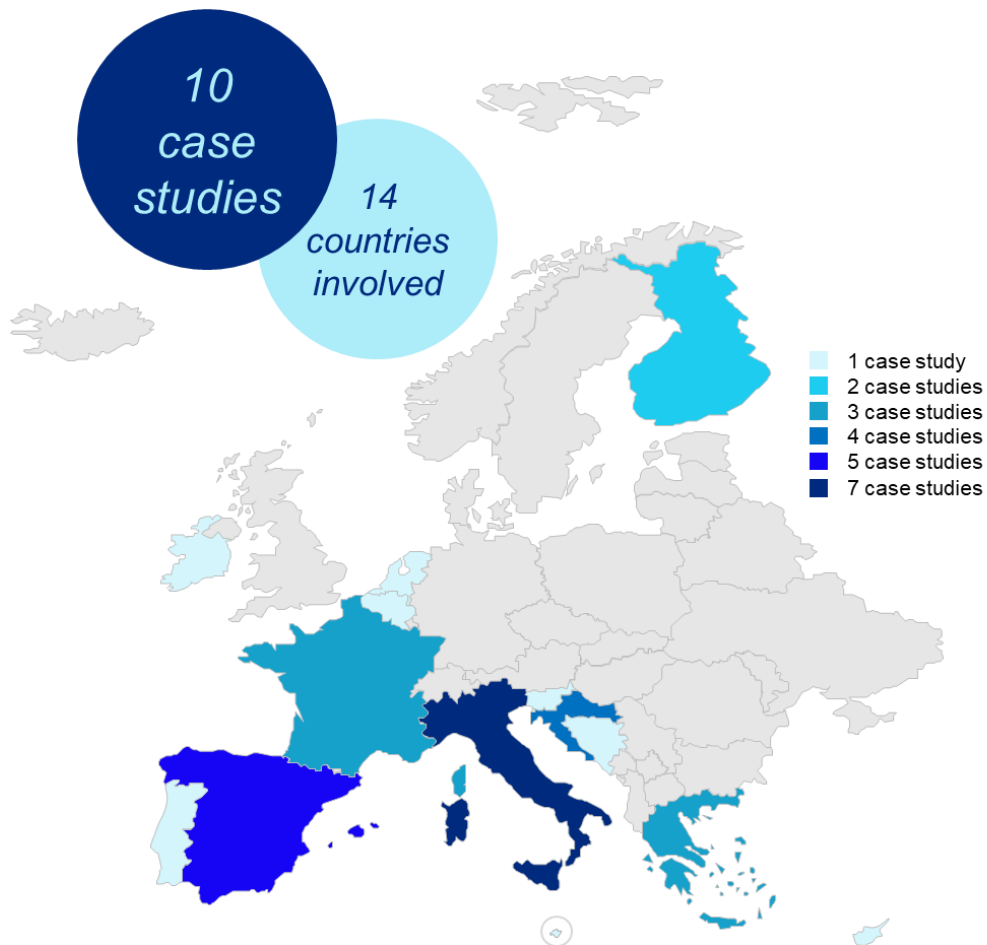 10
case
studies
14
countries
involved
1 case study
2 case studies
3 case studies
4 case studies
5 case studies
7 case studies